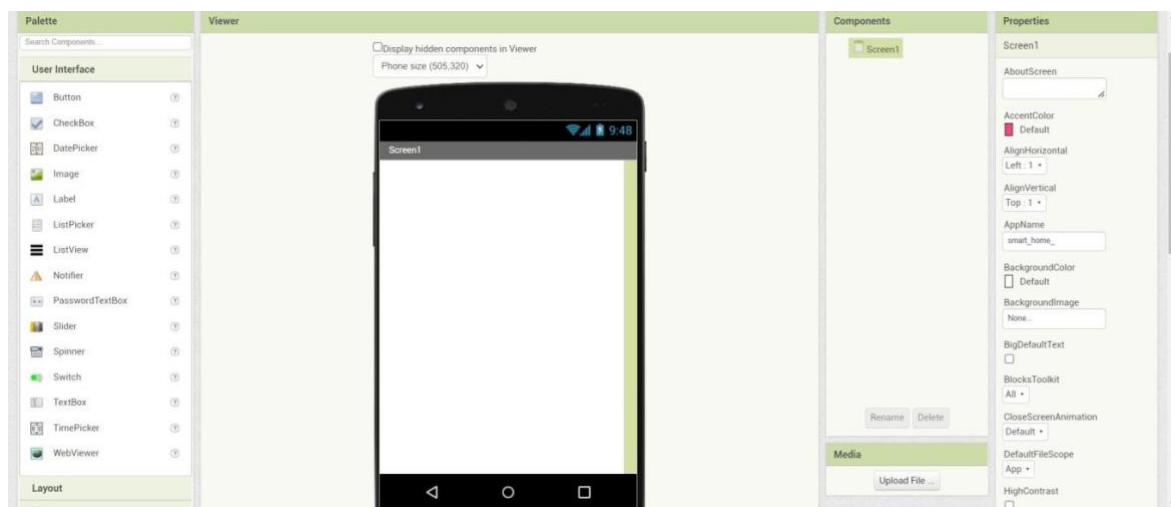 Palette
Search Components...
User Interface
Button
CheckBox
DatePicker
Image
Label
ListPicker
ListView
Notifier
PasswordTextBox
Slider
Spinner
Switch
TextBox
TimePicker
WebViewer
Layout
Viewer
Display hidden components in Viewer
Phone size (505,320)
9:48
Screen1
Components
Screen1
Rename Delete
Media
Upload File ...
Properties
Screen1
AboutScreen
AccentColor
Default
AlignHorizontal
Left : 1
AlignVertical
Top : 1
AppName
smart_home_
BackgroundColor
Default
BackgroundImage
None...
BigDefaultText
BlocksToolkit
All
CloseScreenAnimation
Default
DefaultFileScope
App
HighContrast